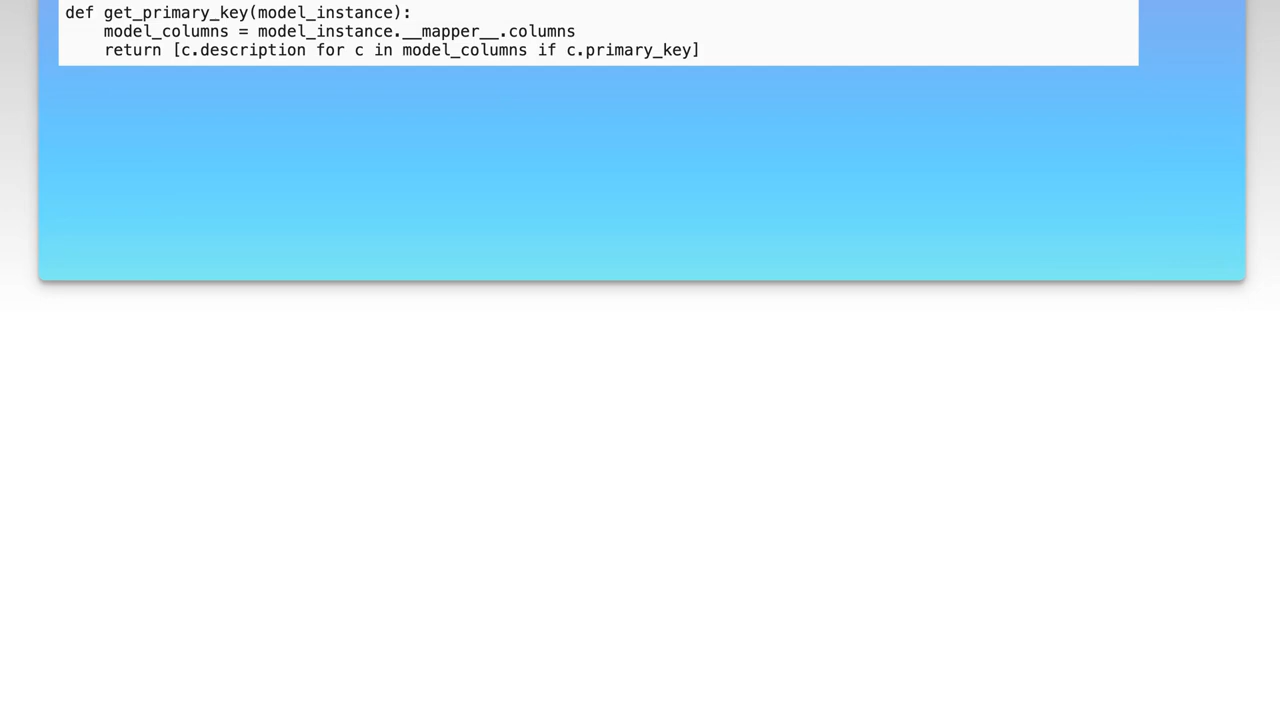 def get_primary_key(model_instance):
    model_columns = model_instance.__mapper__.columns
    return [c.description for c in model_columns if c.primary_key]